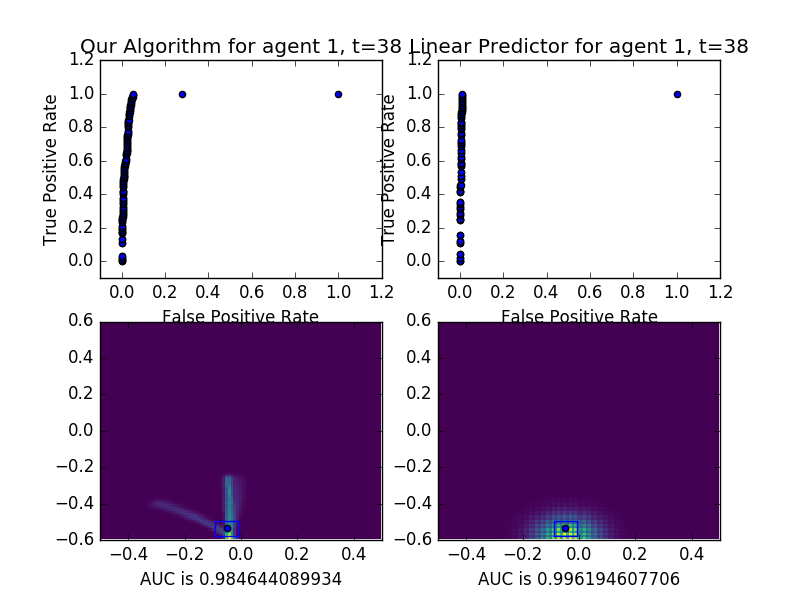 Our Algorithm for agent 1, t=38
Linear Predictor for agent 1, t=38
1.2
1.0
0.8
0.6
0.4
0.2
0.0
True Positive Rate
0.0 0.2 0.4 0.6 0.8 1.0 1.2
False Positive Rate
1.2
1.0
0.8
0.6
0.4
0.2
0.0
True Positive Rate
0.0 0.2 0.4 0.6 0.8 1.0 1.2
False Positive Rate
0.6
0.4
0.2
0.0
−0.2
−0.4
−0.6
−0.4 −0.2 0.0 0.2 0.4
AUC is 0.984644089934
0.6
0.4
0.2
0.0
−0.2
−0.4
−0.6
−0.4 −0.2 0.0 0.2 0.4
AUC is 0.996194607706